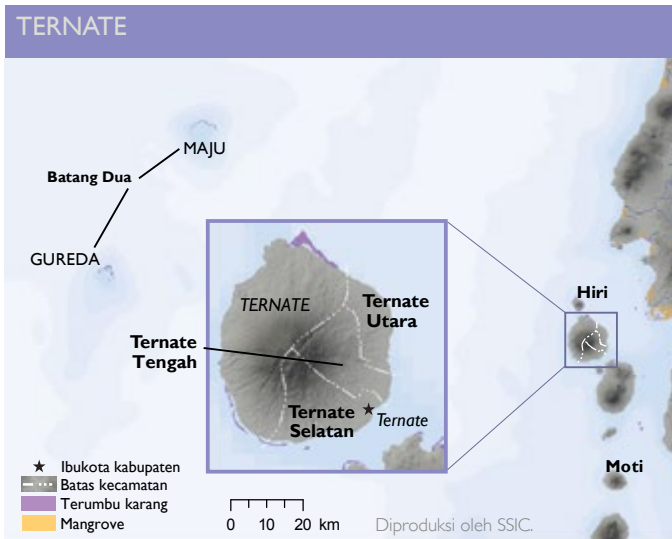 TERNATE
MAJU
Batang Dua
GUREDA
Hiri
TERNATE
Ternate
Utara
Ternate
Tengah
Ternate
Selatan
Ternate
Moti
Ibukota kabupaten
Batas kecamatan
Terumbu karang
Mangrove
0 10 20 km
Diproduksi oleh SSIC.